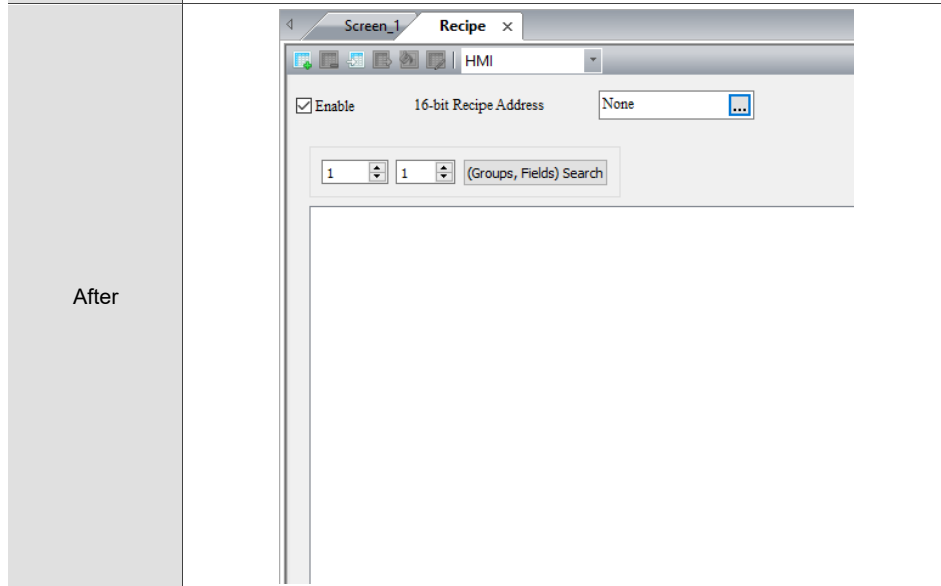 Screen_1 Recipe ×
HMI
Enable 16-bit Recipe Address None ...
1 1 (Groups, Fields) Search
After